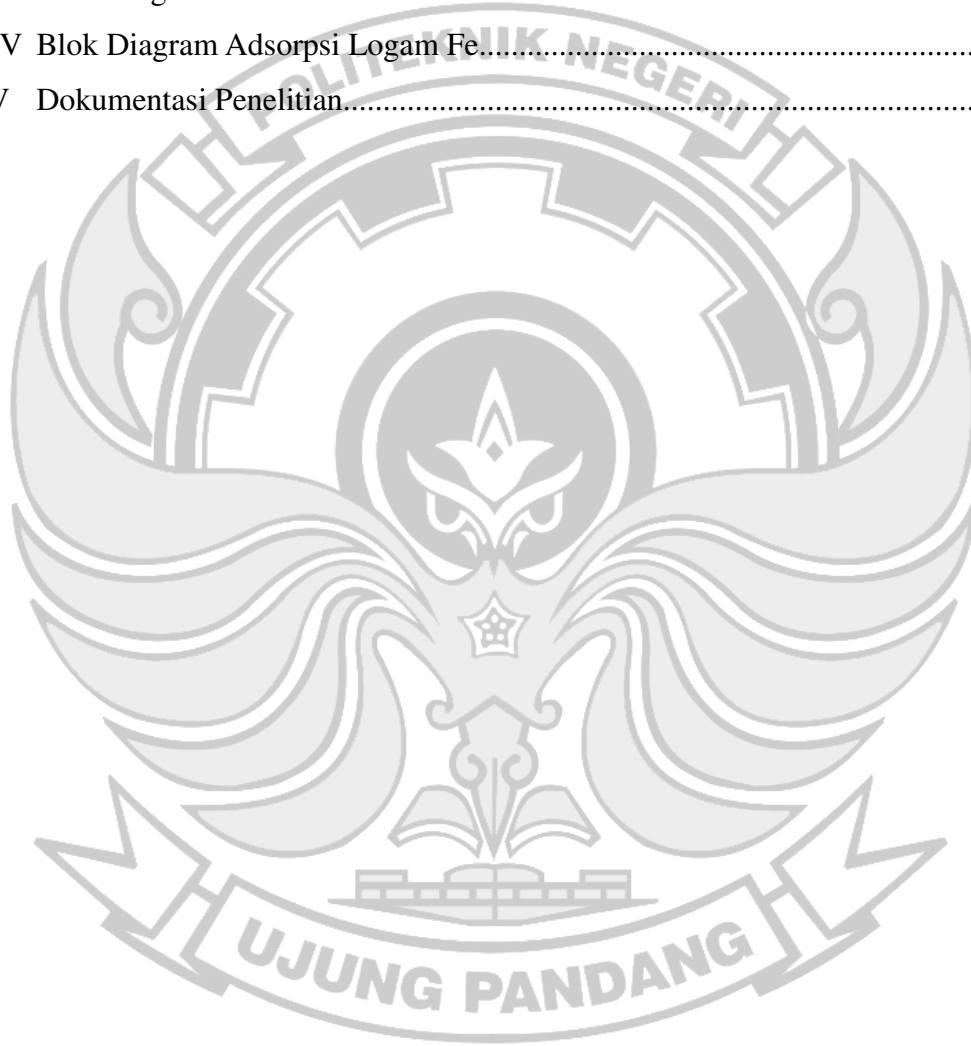 V Blok Diagram Adsorpsi Logam Fe
V Dokumentasi Penelitian
POLITEKNIK NEGERI
UJUNG PANDANG